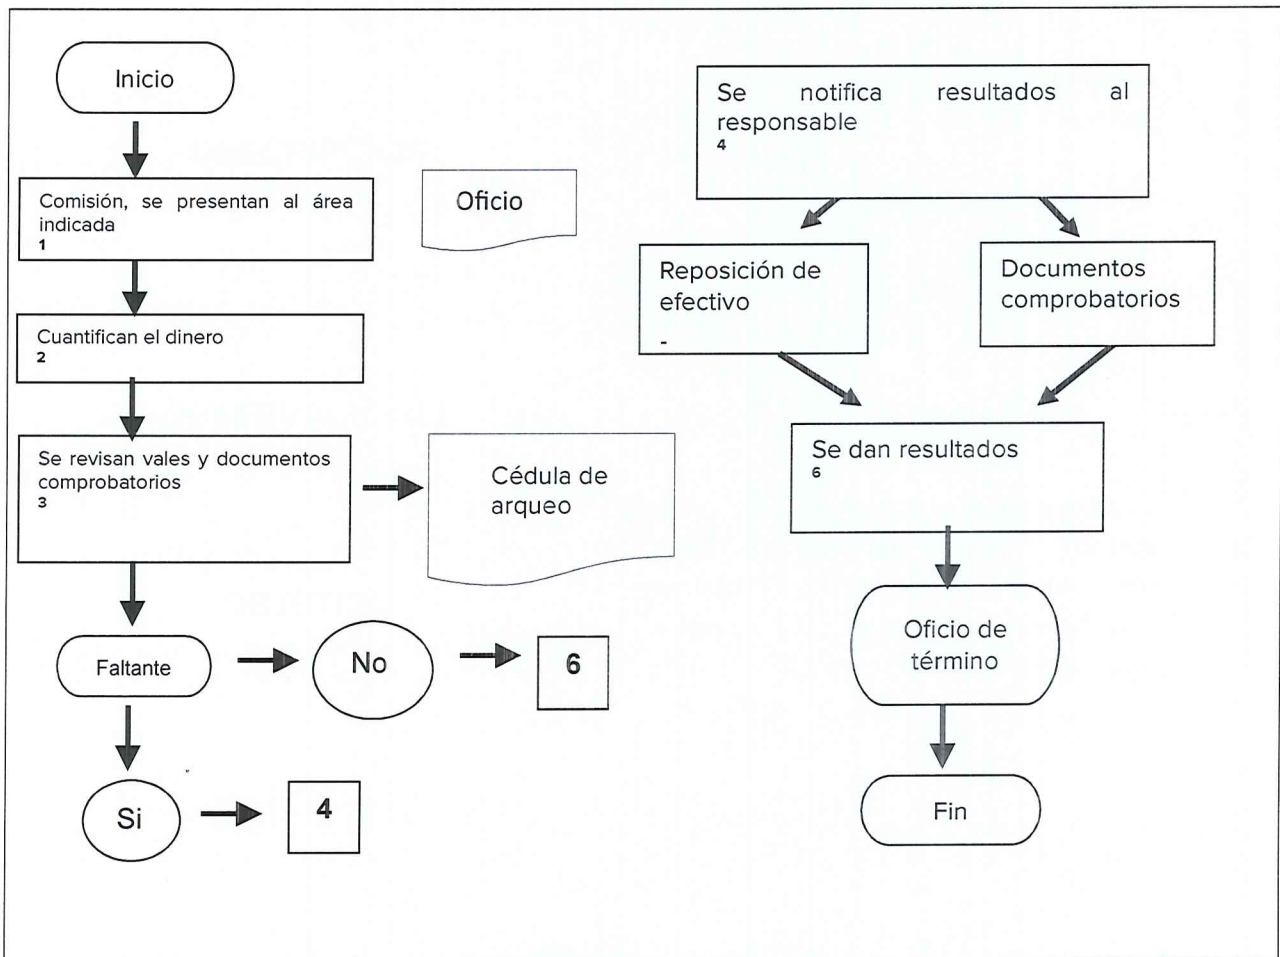 Inicio
Comisión, se presentan al área
indicada
1
Oficio
Cuantifican el dinero
2
Se revisan vales y documentos
comprobatorios
3
Cédula de
arqueo
Faltante
No
6
Si
4
Se notifica resultados al
responsable
4
Reposición de
efectivo
-
Documentos
comprobatorios
Se dan resultados
6
Oficio de
término
Fin